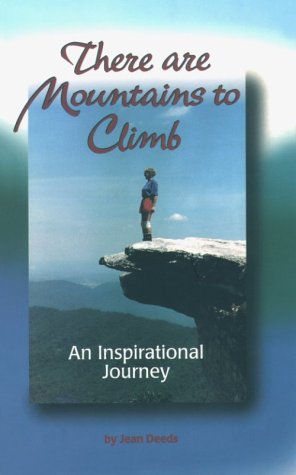 There are
Mountains to
Climb
An Inspirational
Journey
by Jean Deeds